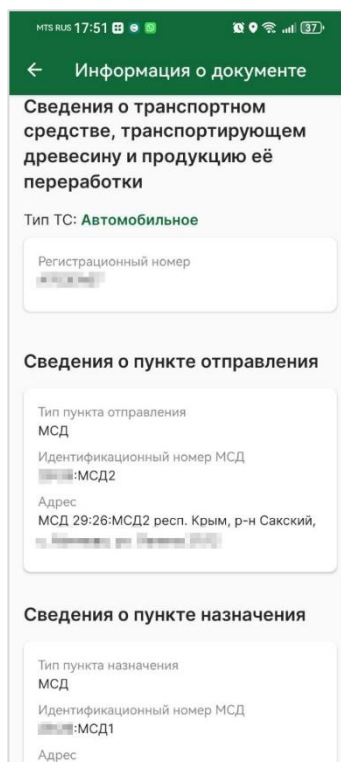 MTS RUS 17:51 37
Информация о документе
Сведения о транспортном
средстве, транспортирующем
древесину и продукцию её
переработки
Тип ТС: Автомобильное
Регистрационный номер
Сведения о пункте отправления
Тип пункта отправления
МСД
Идентификационный номер МСД
:МСД2
Адрес
МСД 29:26:МСД2 респ. Крым, р-н Сакский,
Сведения о пункте назначения
Тип пункта назначения
МСД
Идентификационный номер МСД
:МСД1
Адрес